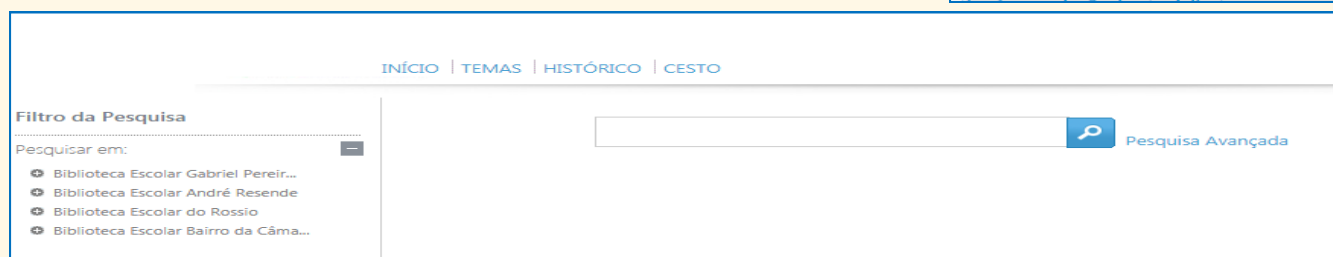 INÍCIO | TEMAS | HISTÓRICO | CESTO
Filtro da Pesquisa
Pesquisar em:
Biblioteca Escolar Gabriel Pereir...
Biblioteca Escolar André Resende
Biblioteca Escolar do Rossio
Biblioteca Escolar Bairro da Câma...
Pesquisa Avançada